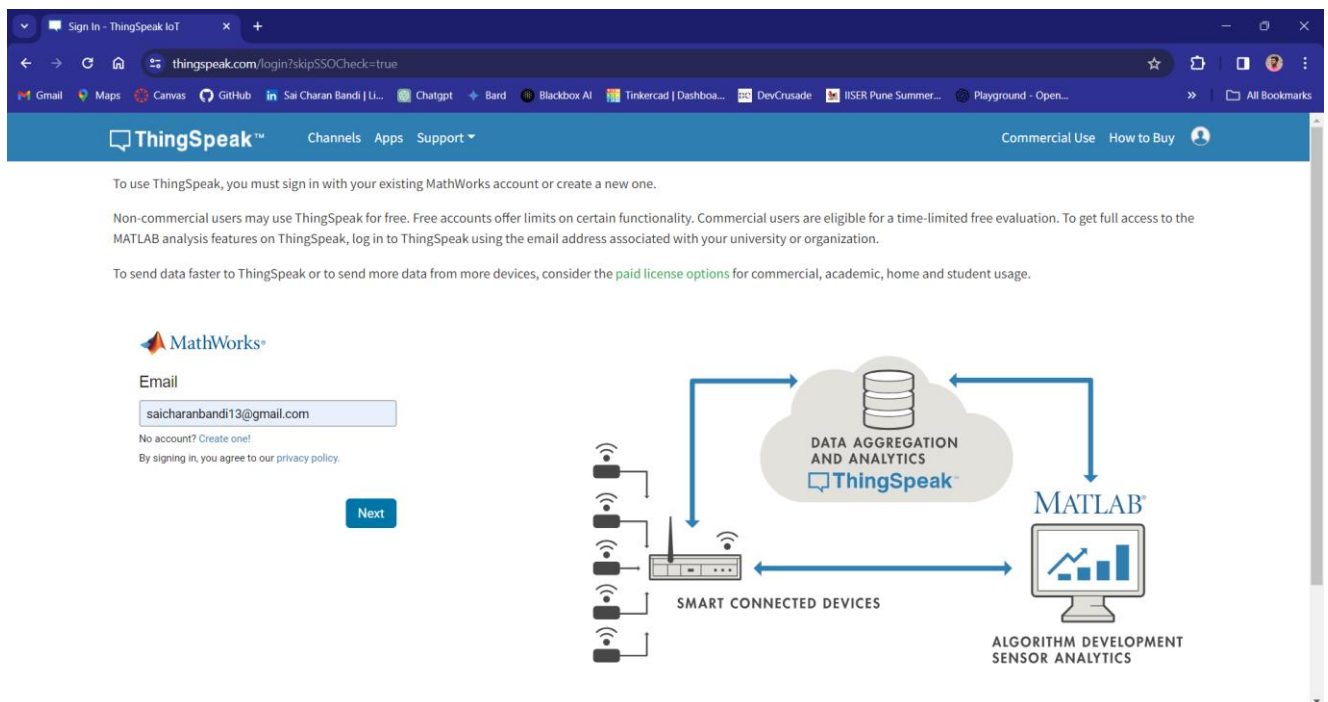 Sign In - ThingSpeak IoT
thingspeak.com/login?skipSSOCheck=true
Gmail Maps Canvas GitHub Sai Charan Bandi | Li... Chatgpt Bard Blackbox AI Tinkercad | Dashboa... DevCrusade IISER Pune Summer... Playground - Open... » All Bookmarks
ThingSpeak™ Channels Apps Support Commercial Use How to Buy
To use ThingSpeak, you must sign in with your existing MathWorks account or create a new one.
Non-commercial users may use ThingSpeak for free. Free accounts offer limits on certain functionality. Commercial users are eligible for a time-limited free evaluation. To get full access to the
MATLAB analysis features on ThingSpeak, log in to ThingSpeak using the email address associated with your university or organization.
To send data faster to ThingSpeak or to send more data from more devices, consider the paid license options for commercial, academic, home and student usage.
MathWorks®
Email
saicharanbandi13@gmail.com
No account? Create one!
By signing in, you agree to our privacy policy.
Next
DATA AGGREGATION
AND ANALYTICS
ThingSpeak™
MATLAB®
SMART CONNECTED DEVICES
ALGORITHM DEVELOPMENT
SENSOR ANALYTICS